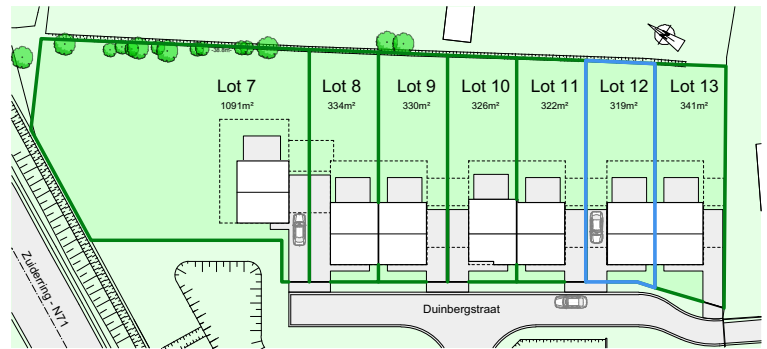 Lot 7
1091m²
Lot 8
334m²
Lot 9
330m²
Lot 10
326m²
Lot 11
322m²
Lot 12
319m²
Lot 13
341m²
Zuiderring - N71
Duinbergstraat